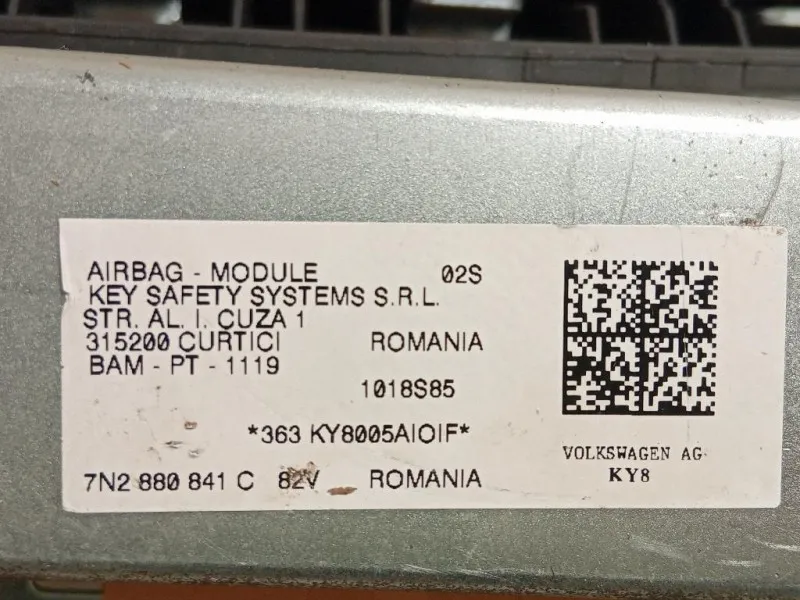 AIRBAG - MODULE 02S
KEY SAFETY SYSTEMS S.R.L.
STR. AL. I. CUZA 1
315200 CURTICI ROMANIA
BAM - PT - 1119
1018S85
*363 KY8005AIOIF*
7N2 880 841 C 82V ROMANIA
VOLKSWAGEN AG
KY8